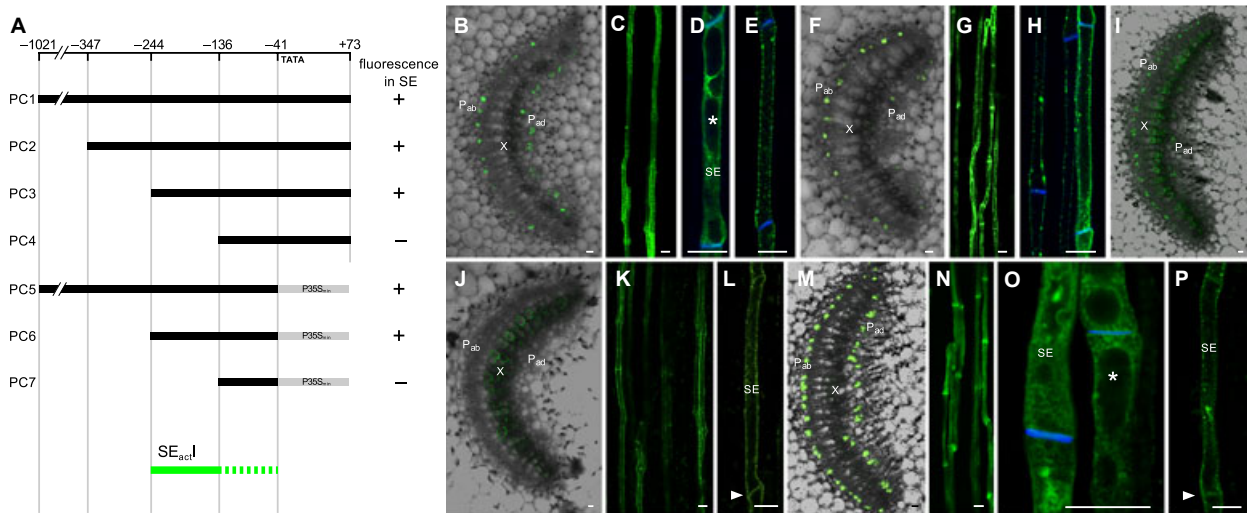 A
−1021 −347 −244 −136 −41 +73
TATA
fluorescence
in SE
PC1 +
PC2 +
PC3 +
PC4 −
PC5 P35Smin +
PC6 P35Smin +
PC7 P35Smin −
SEactI
B C D E F G H I
Pab Pad X
* SE
Pab Pad X
Pab Pad X
J K L M N O P
Pab Pad X
SE
Pab Pad X
SE *
SE